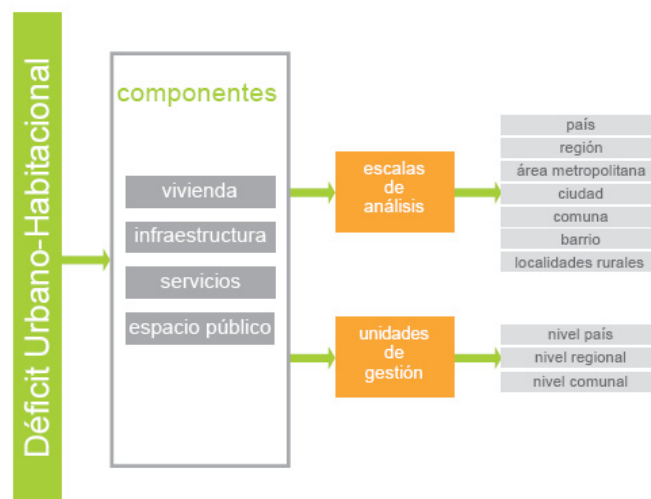 Déficit Urbano-Habitacional
componentes
vivienda
infraestructura
servicios
espacio público
escalas
de
análisis
país
región
área metropolitana
ciudad
comuna
barrio
localidades rurales
unidades
de
gestión
nivel país
nivel regional
nivel comunal